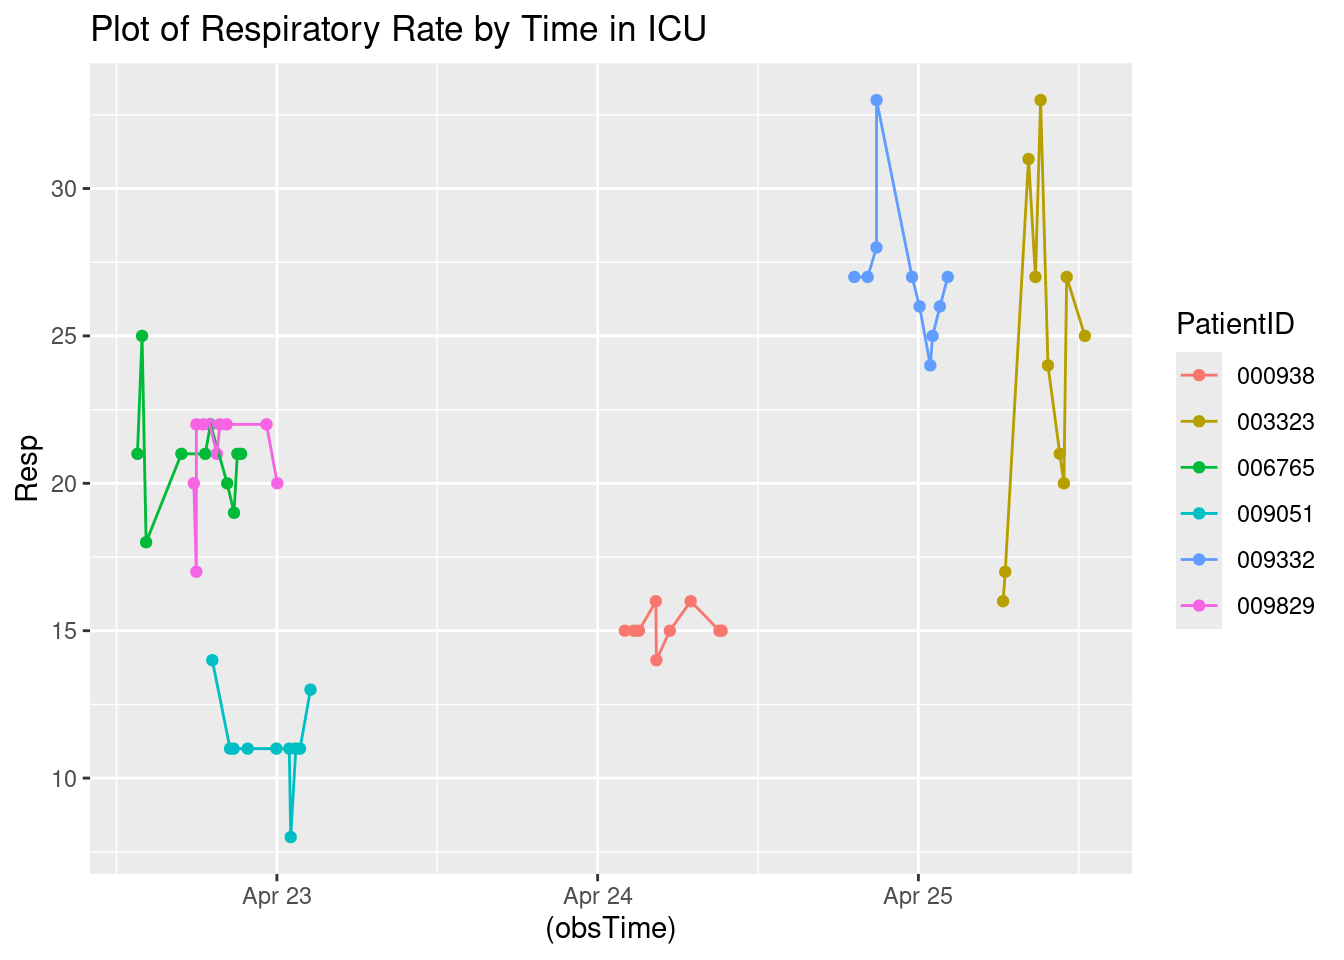 Plot of Respiratory Rate by Time in ICU
Resp
30
25
20
15
10
Apr 23
Apr 24
Apr 25
(obsTime)
PatientID
000938
003323
006765
009051
009332
009829